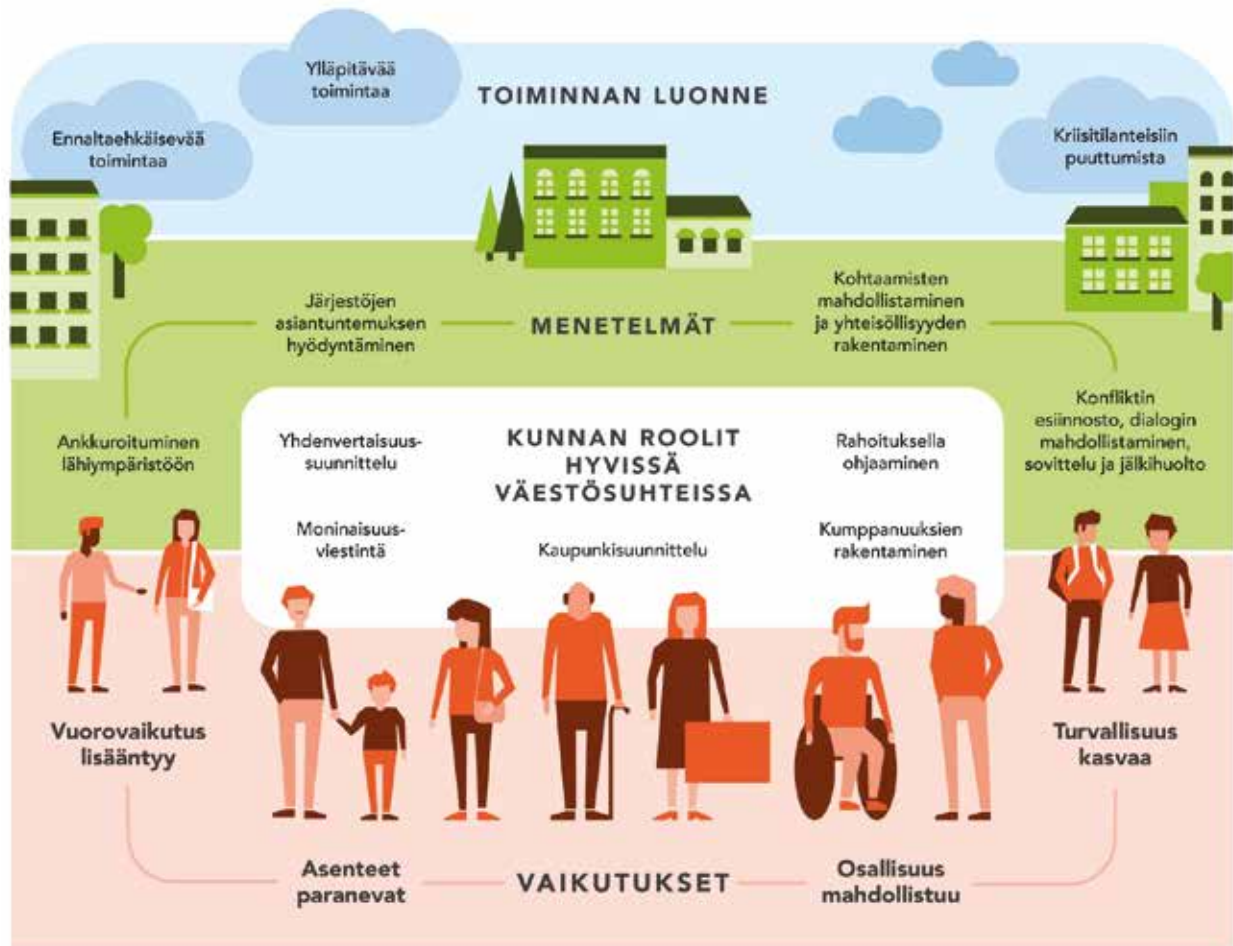 TOIMINNAN LUONNE
Ennaltaehkäisevää
toimintaa
Ylläpitävää
toimintaa
Kriisitilanteisiin
puuttumista
MENETELMÄT
Ankkuroituminen
lähiympäristöön
Järjestöjen
asiantuntemuksen
hyödyntäminen
Kohtaamisten
mahdollistaminen
ja yhteisöllisyyden
rakentaminen
Konfliktin
esiinnosto, dialogin
mahdollistaminen,
sovittelu ja jälkihuolto
KUNNAN ROOLIT
HYVISSÄ
VÄESTÖSUHTEISSA
Yhdenvertaisuus-
suunnittelu
Moninaisuus-
viestintä
Kaupunkisuunnittelu
Rahoituksella
ohjaaminen
Kumppanuuksien
rakentaminen
Vuorovaikutus
lisääntyy
Asenteet
paranevat
VAIKUTUKSET
Osallisuus
mahdollistuu
Turvallisuus
kasvaa